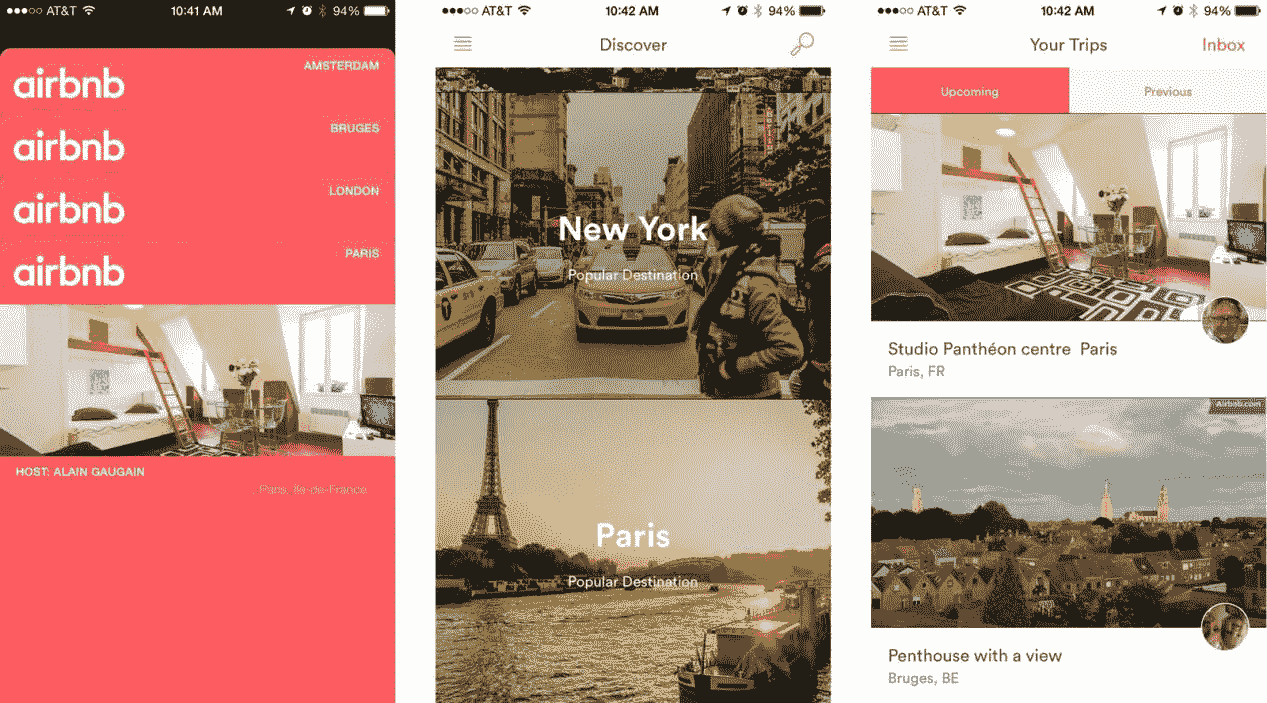 AT&T 10:41 AM 94%
AMSTERDAM
airbnb
BRUGES
airbnb
LONDON
airbnb
PARIS
airbnb
HOST: ALAIN GAUGAIN
Paris, Ile-de-France
AT&T 10:42 AM 94%
Discover
New York
Popular Destination
Paris
Popular Destination
AT&T 10:42 AM 94%
Your Trips Inbox
Upcoming Previous
Studio Panthéon centre Paris
Paris, FR
Penthouse with a view
Bruges, BE